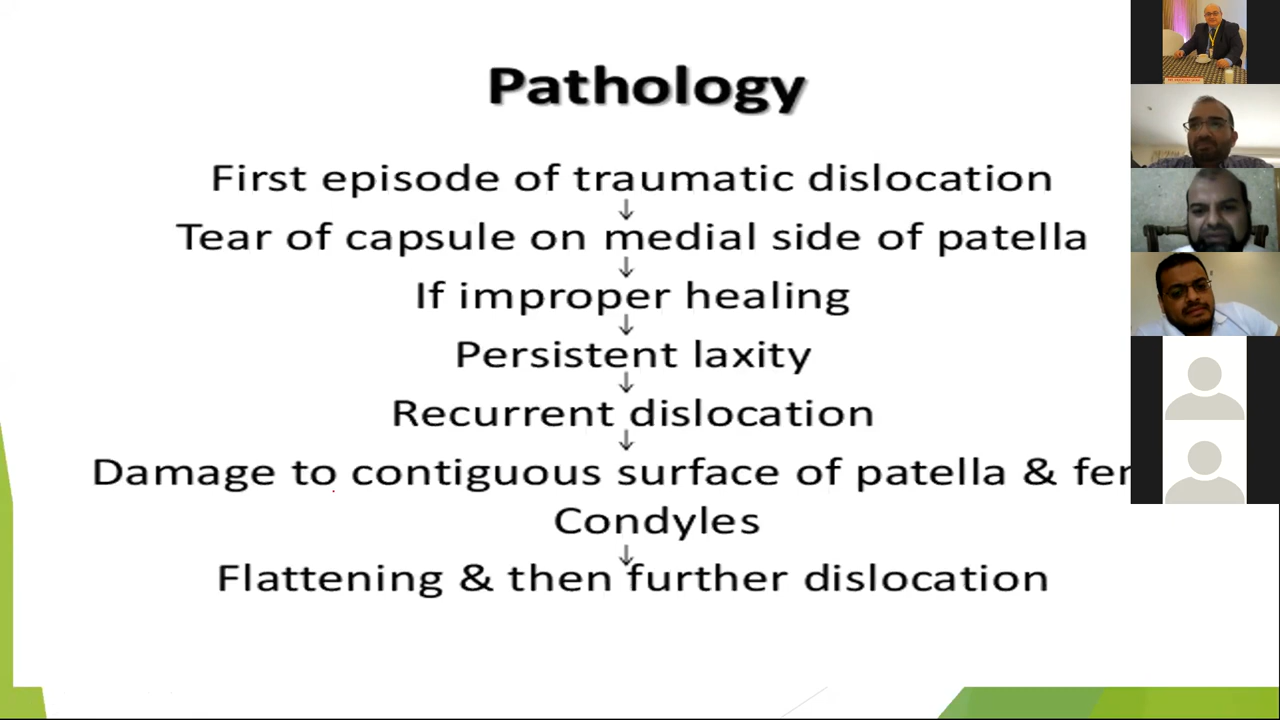 Pathology
First episode of traumatic dislocation
↓
Tear of capsule on medial side of patella
↓
If improper healing
↓
Persistent laxity
↓
Recurrent dislocation
↓
Damage to contiguous surface of patella & fer
Condyles
↓
Flattening & then further dislocation